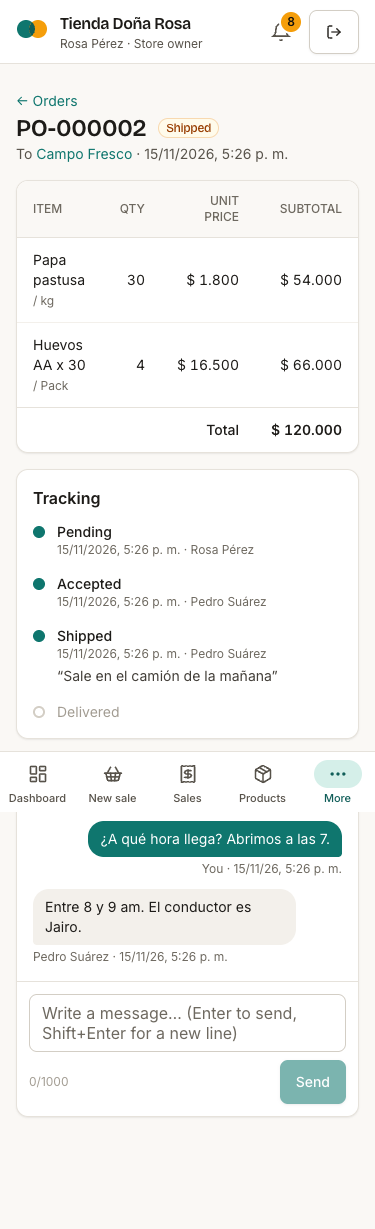 Tienda Doña Rosa
Rosa Pérez · Store owner
8
← Orders
PO-000002 Shipped
To Campo Fresco · 15/11/2026, 5:26 p. m.
ITEM QTY UNIT PRICE SUBTOTAL
Papa pastusa / kg 30 $ 1.800 $ 54.000
Huevos AA x 30 / Pack 4 $ 16.500 $ 66.000
Total $ 120.000
Tracking
Pending
15/11/2026, 5:26 p. m. · Rosa Pérez
Accepted
15/11/2026, 5:26 p. m. · Pedro Suárez
Shipped
15/11/2026, 5:26 p. m. · Pedro Suárez
“Sale en el camión de la mañana”
Delivered
Dashboard New sale Sales Products More
¿A qué hora llega? Abrimos a las 7.
You · 15/11/26, 5:26 p. m.
Entre 8 y 9 am. El conductor es
Jairo.
Pedro Suárez · 15/11/26, 5:26 p. m.
Write a message... (Enter to send,
Shift+Enter for a new line)
0/1000 Send